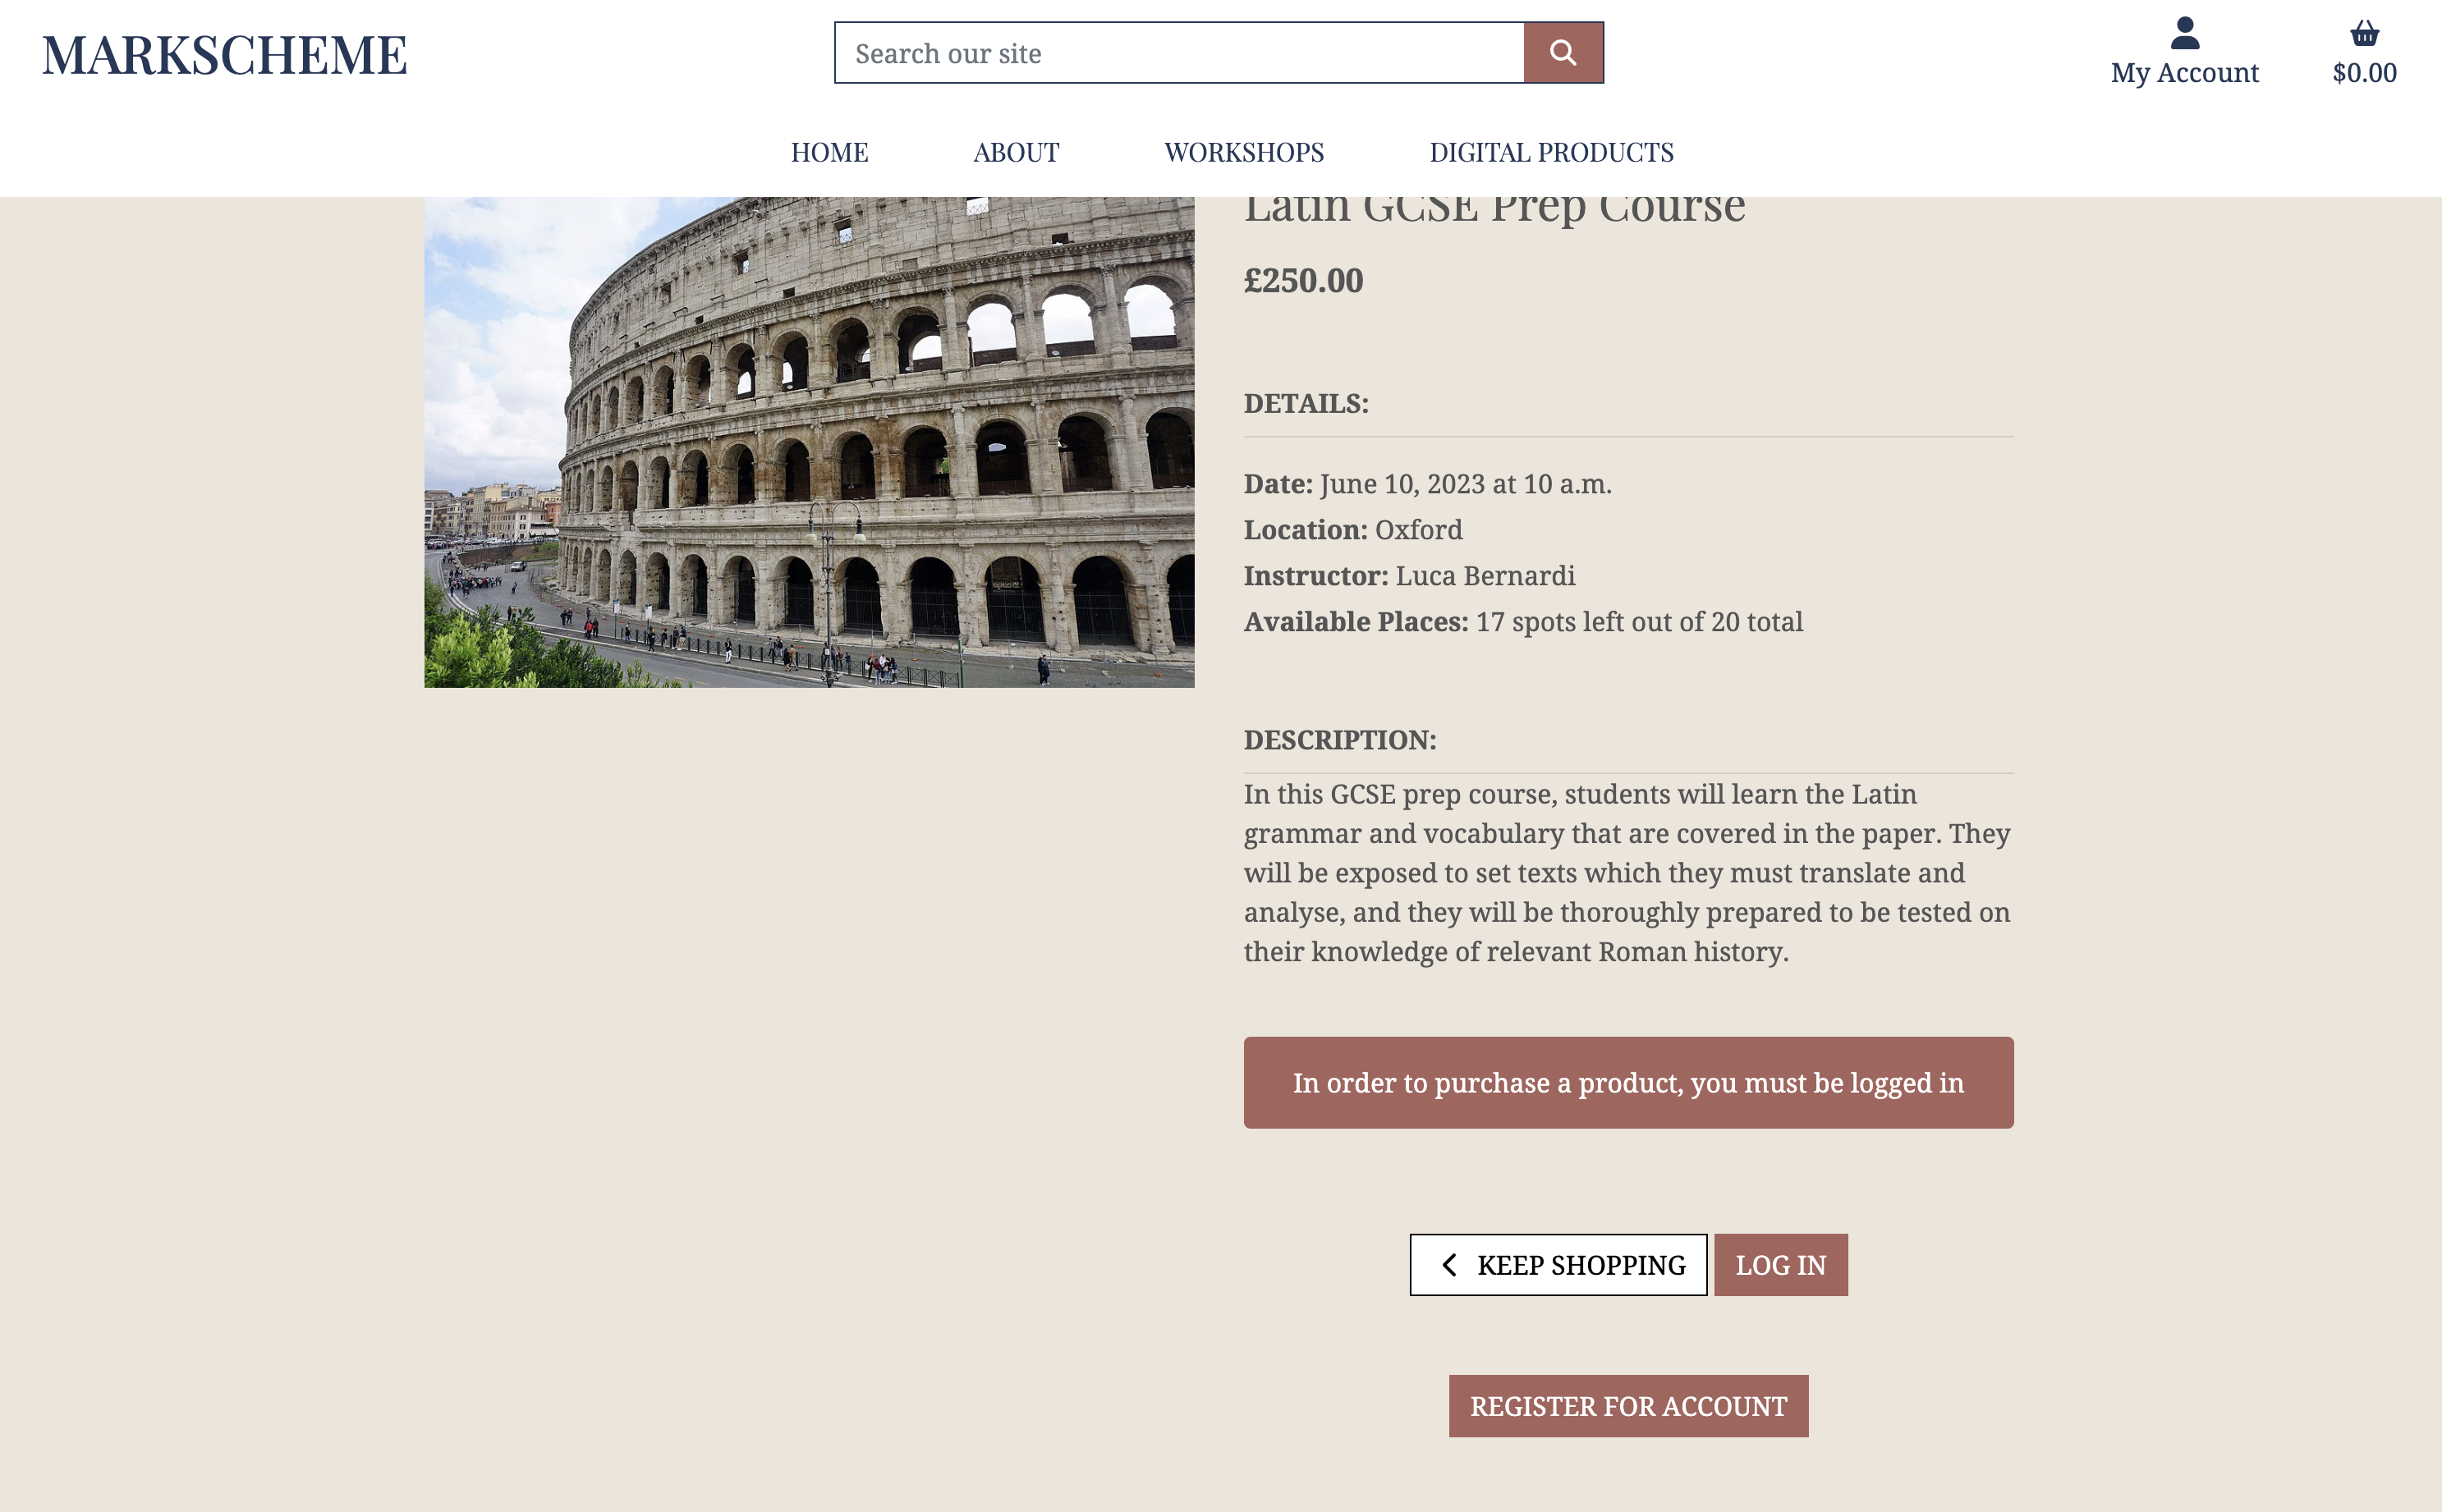 MARKSCHEME
Search our site
My Account
$0.00
HOME
ABOUT
WORKSHOPS
DIGITAL PRODUCTS
Latin GCSE Prep Course
£250.00
DETAILS:
Date: June 10, 2023 at 10 a.m.
Location: Oxford
Instructor: Luca Bernardi
Available Places: 17 spots left out of 20 total
DESCRIPTION:
In this GCSE prep course, students will learn the Latin
grammar and vocabulary that are covered in the paper. They
will be exposed to set texts which they must translate and
analyse, and they will be thoroughly prepared to be tested on
their knowledge of relevant Roman history.
In order to purchase a product, you must be logged in
KEEP SHOPPING
LOG IN
REGISTER FOR ACCOUNT